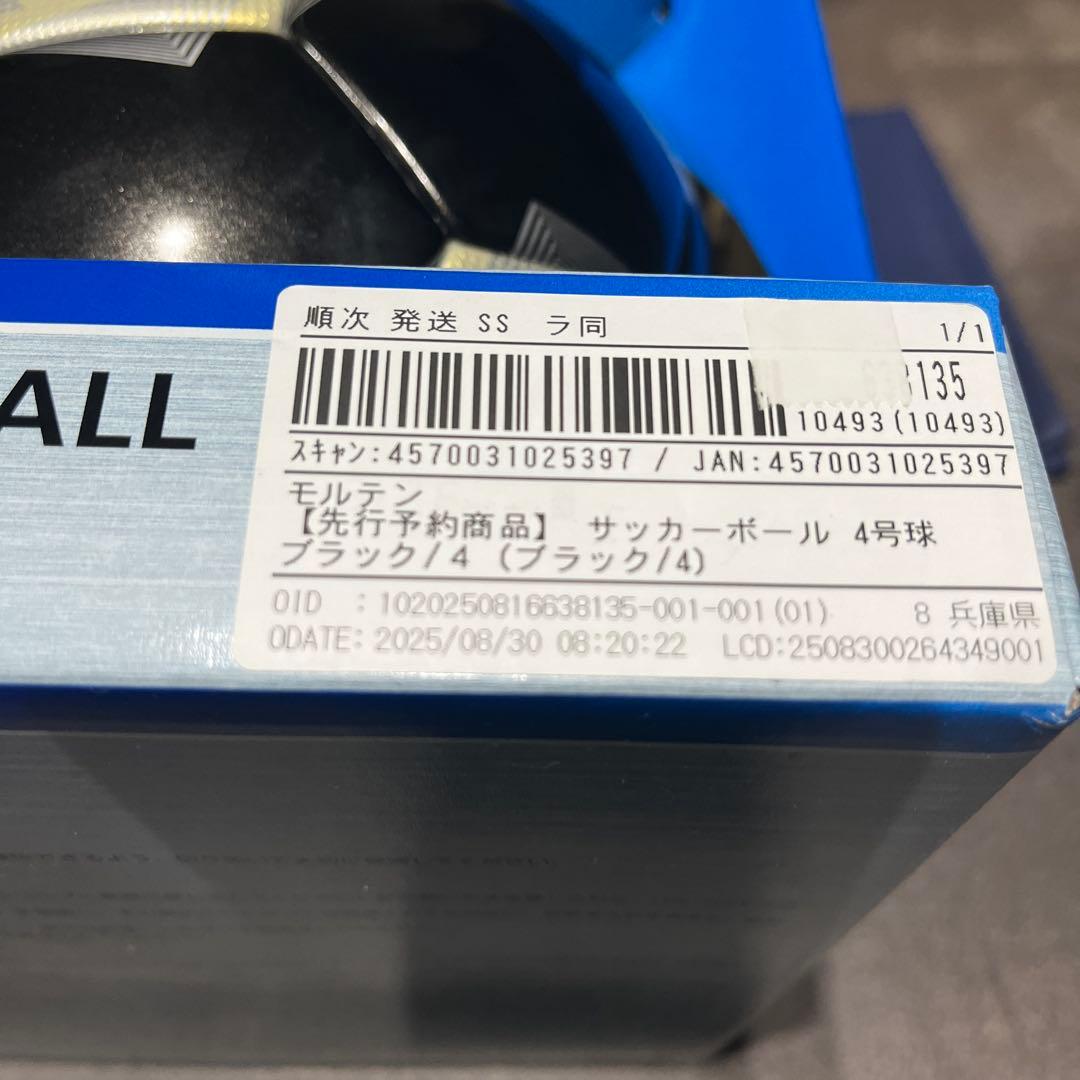 ALL
順次 発送 SS ラ同 1/1
8135
10493(10493)
スキャン:4570031025397 / JAN:4570031025397
モルテン
【先行予約商品】 サッカーボール 4号球
ブラック/4 (ブラック/4)
OID :1020250816638135-001-001(01) 8 兵庫県
ODATE: 2025/08/30 08:20:22 LCD:2508300264349001